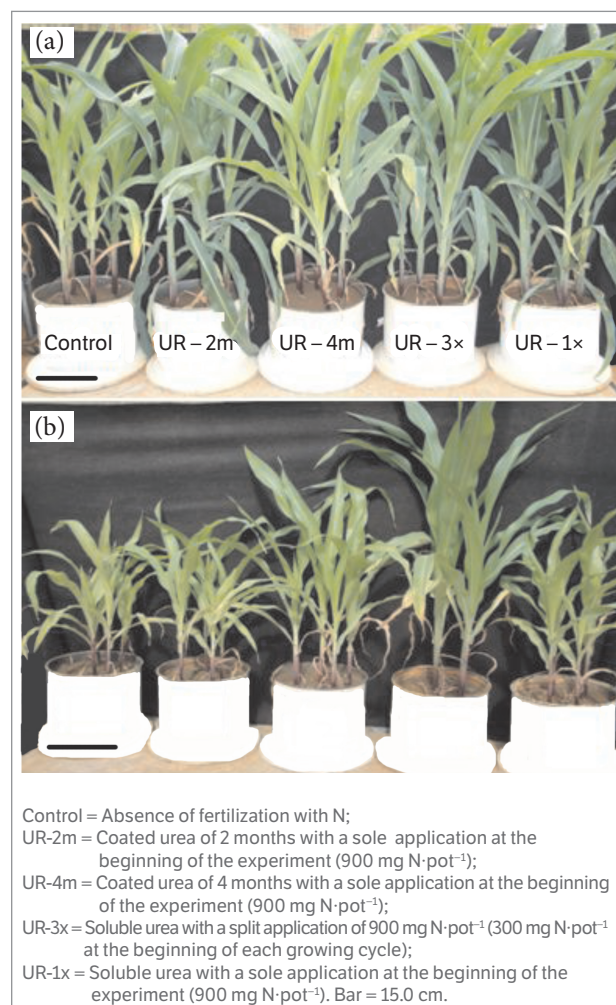 (a)
Control UR – 2m UR – 4m UR – 3× UR – 1×
(b)
Control = Absence of fertilization with N;
UR-2m = Coated urea of 2 months with a sole application at the
beginning of the experiment (900 mg N·pot⁻¹);
UR-4m = Coated urea of 4 months with a sole application at the beginning
of the experiment (900 mg N·pot⁻¹);
UR-3x = Soluble urea with a split application of 900 mg N·pot⁻¹ (300 mg N·pot⁻¹
at the beginning of each growing cycle);
UR-1x = Soluble urea with a sole application at the beginning of the
experiment (900 mg N·pot⁻¹). Bar = 15.0 cm.